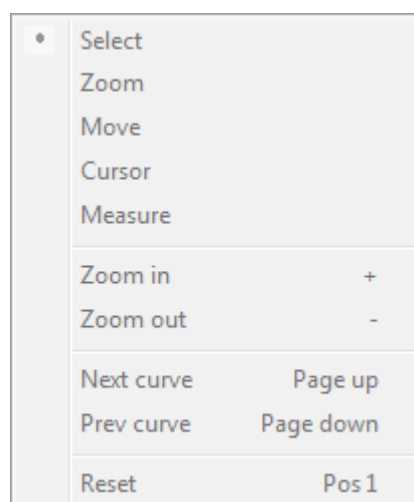 Select
Zoom
Move
Cursor
Measure
Zoom in +
Zoom out -
Next curve Page up
Prev curve Page down
Reset Pos 1